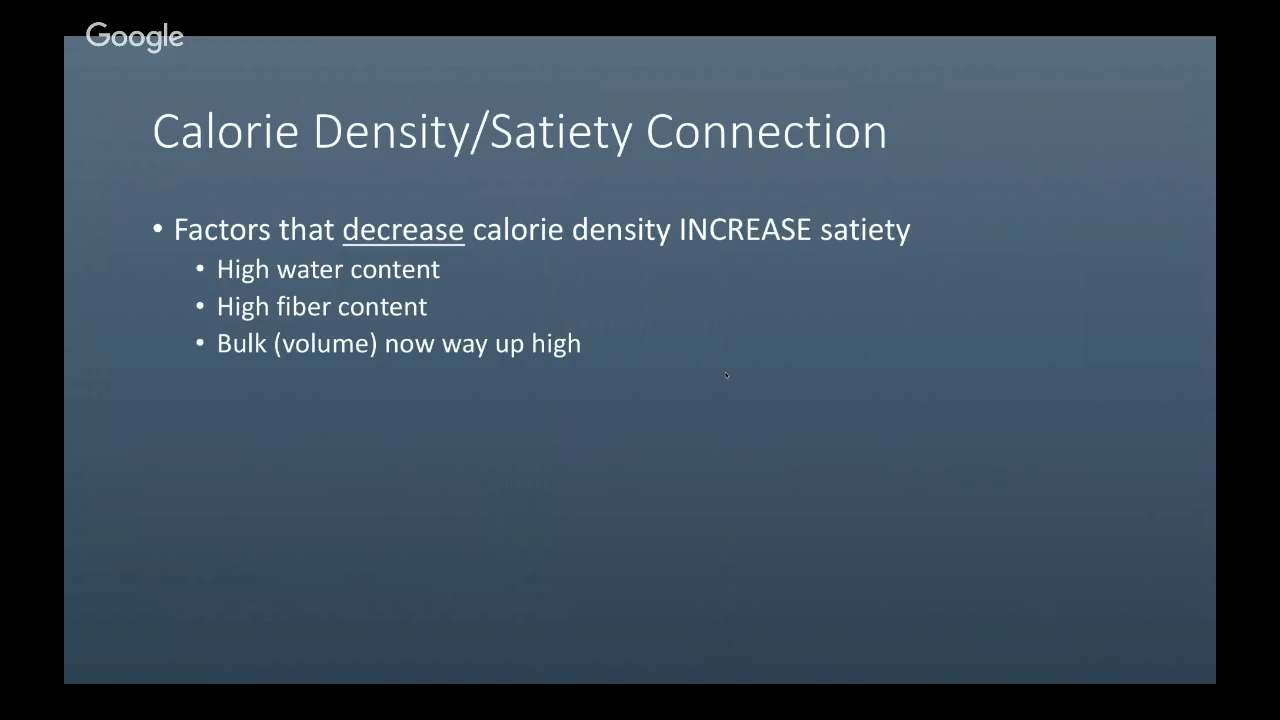 Google
Calorie Density/Satiety Connection
• Factors that decrease calorie density INCREASE satiety
• High water content
• High fiber content
• Bulk (volume) now way up high